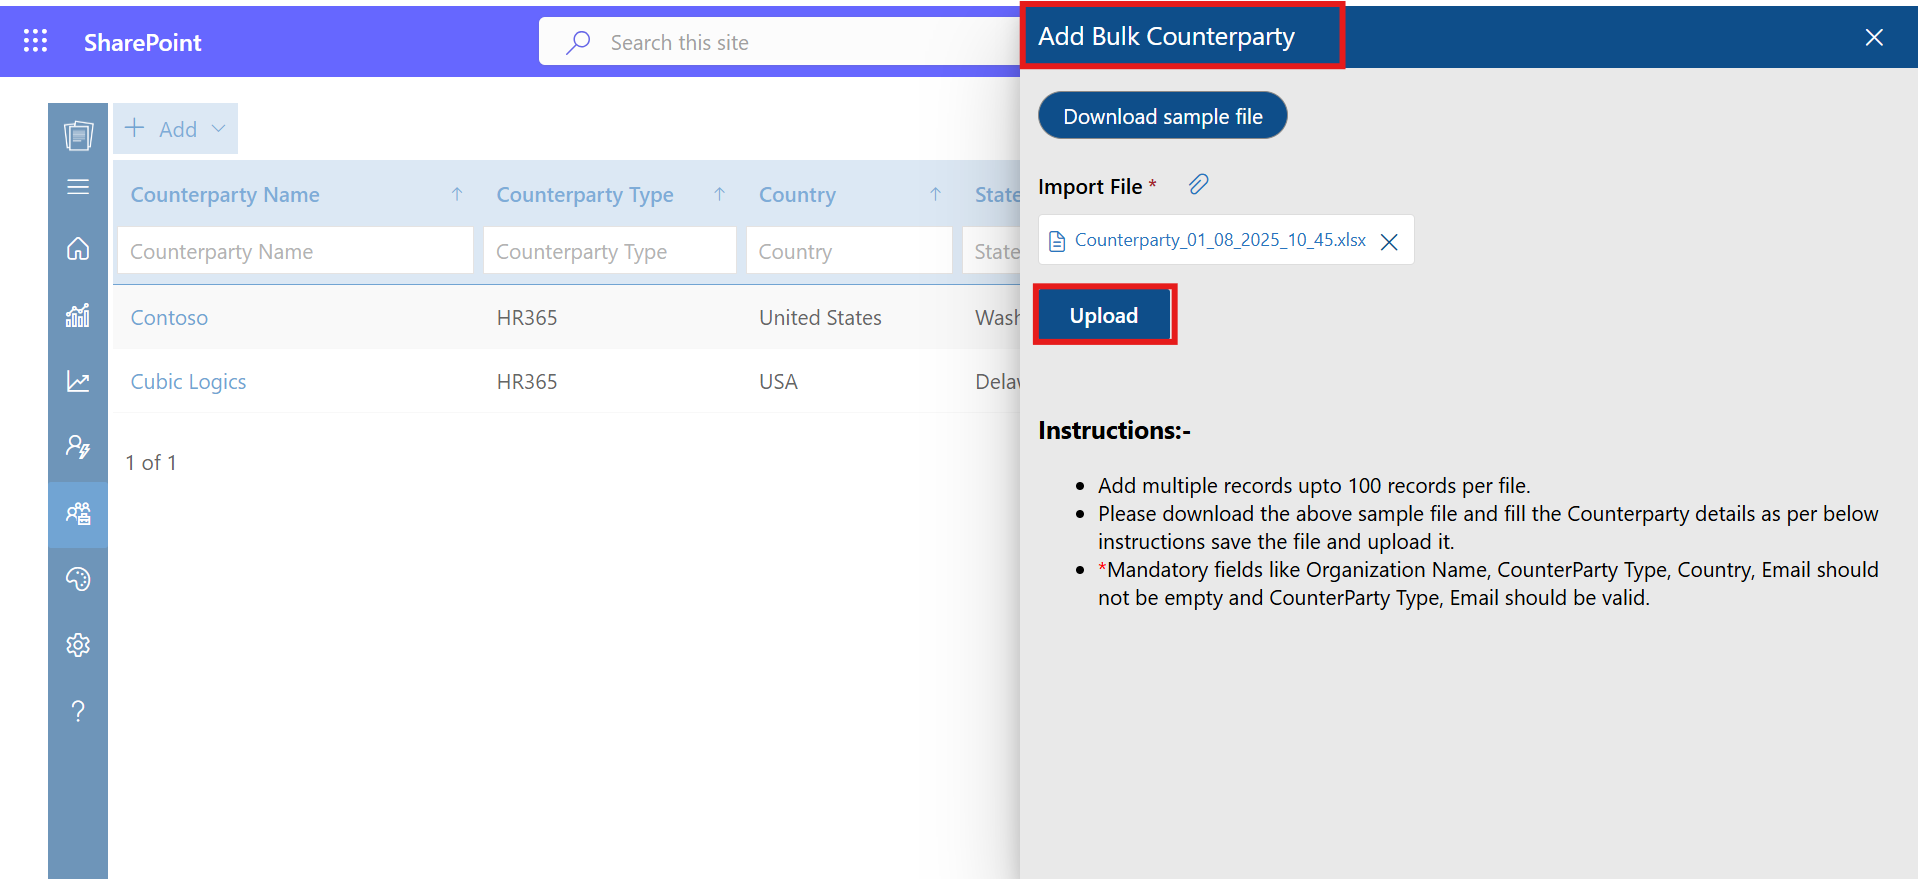 SharePoint
Search this site
Add Bulk Counterparty
Download sample file
Import File *
Counterparty_01_08_2025_10_45.xlsx
Upload
Instructions:-
Add multiple records upto 100 records per file.
Please download the above sample file and fill the Counterparty details as per below
instructions save the file and upload it.
*Mandatory fields like Organization Name, CounterParty Type, Country, Email should
not be empty and CounterParty Type, Email should be valid.
Add
Counterparty Name Counterparty Type Country State
Counterparty Name Counterparty Type Country State
Contoso HR365 United States Wash
Cubic Logics HR365 USA Delaw
1 of 1